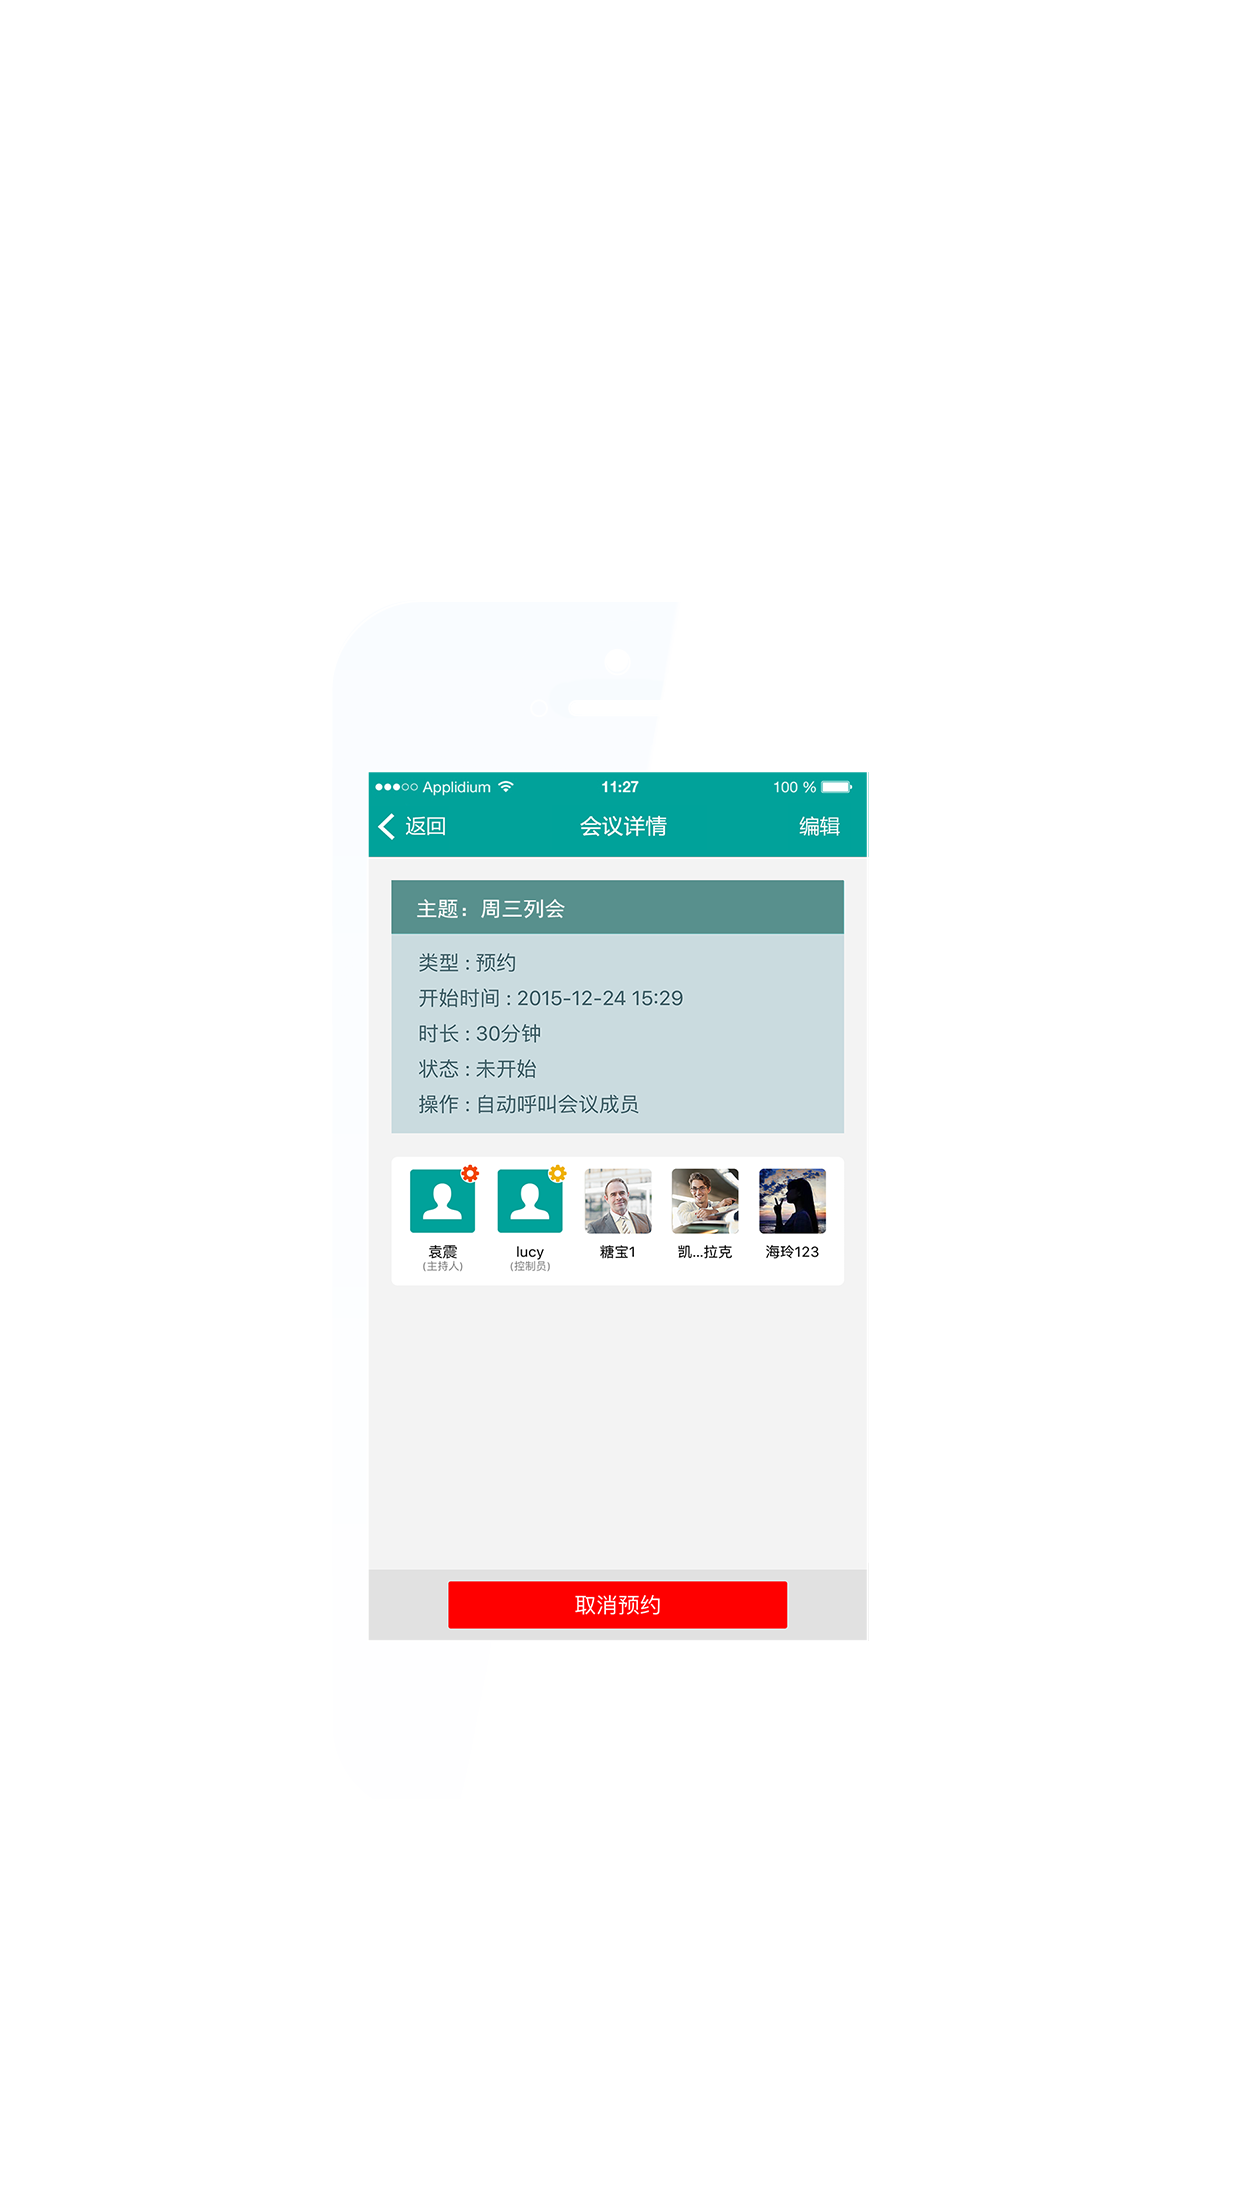 Applidium 11:27 100 %
返回 会议详情 编辑
主题：周三列会
类型 : 预约
开始时间 : 2015-12-24 15:29
时长 : 30分钟
状态 : 未开始
操作 : 自动呼叫会议成员
袁震 lucy 糖宝1 凯...拉克 海玲123
(主持人) (控制员)
取消预约